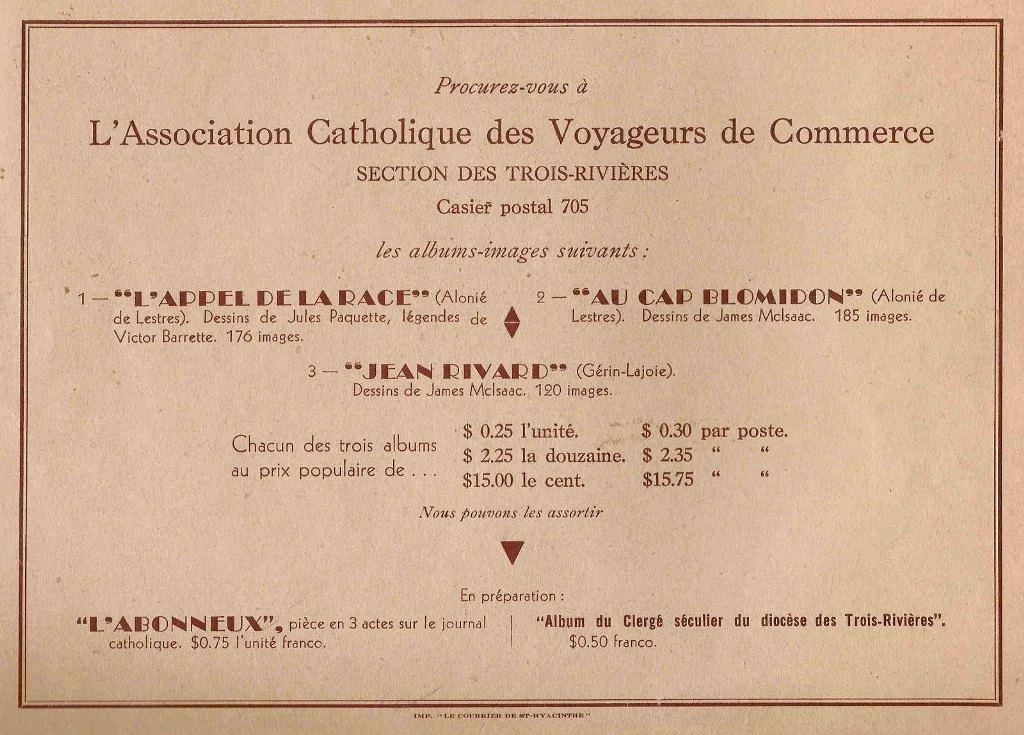 Procurez-vous à
L'Association Catholique des Voyageurs de Commerce
SECTION DES TROIS-RIVIÈRES
Casier postal 705
les albums-images suivants :
1 — "L'APPEL DE LA RACE" (Alonié
de Lestres). Dessins de Jules Paquette, légendes de
Victor Barrette. 176 images.
2 — "AU CAP BLOMIDON" (Alonié de
Lestres). Dessins de James McIsaac. 185 images.
3 — "JEAN RIVARD" (Gérin-Lajoie).
Dessins de James McIsaac. 120 images.
Chacun des trois albums
au prix populaire de . . .
$ 0.25 l'unité. $ 0.30 par poste.
$ 2.25 la douzaine. $ 2.35 “ “
$15.00 le cent. $15.75 “ “
Nous pouvons les assortir
En préparation :
"L'ABONNEUX", pièce en 3 actes sur le journal
catholique. $0.75 l'unité franco.
"Album du Clergé séculier du diocèse des Trois-Rivières".
$0.50 franco.
IMP. "LE COURRIER DE ST-HYACINTHE"